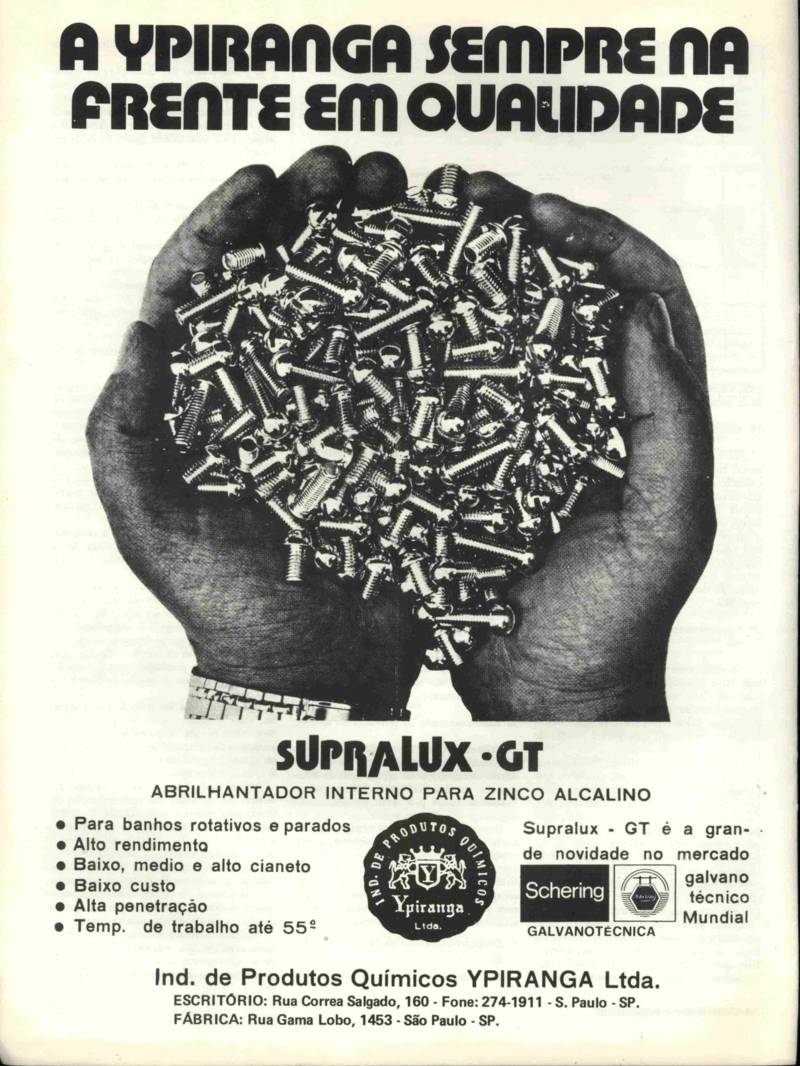 A YPIRANGA SEMPRE NA
FRENTE EM QUALIDADE
SUPRALUX - GT
ABRILHANTADOR INTERNO PARA ZINCO ALCALINO
• Para banhos rotativos e parados
• Alto rendimento
• Baixo, medio e alto cianeto
• Baixo custo
• Alta penetração
• Temp. de trabalho até 55º
IND. DE PRODUTOS QUÍMICOS
Y
Ypiranga
Ltda.
Supralux - GT é a gran-
de novidade no mercado
galvano
técnico
Mundial
Schering
GALVANOTÉCNICA
Ind. de Produtos Químicos YPIRANGA Ltda.
ESCRITÓRIO: Rua Correa Salgado, 160 - Fone: 274-1911 - S. Paulo - SP.
FÁBRICA: Rua Gama Lobo, 1453 - São Paulo - SP.